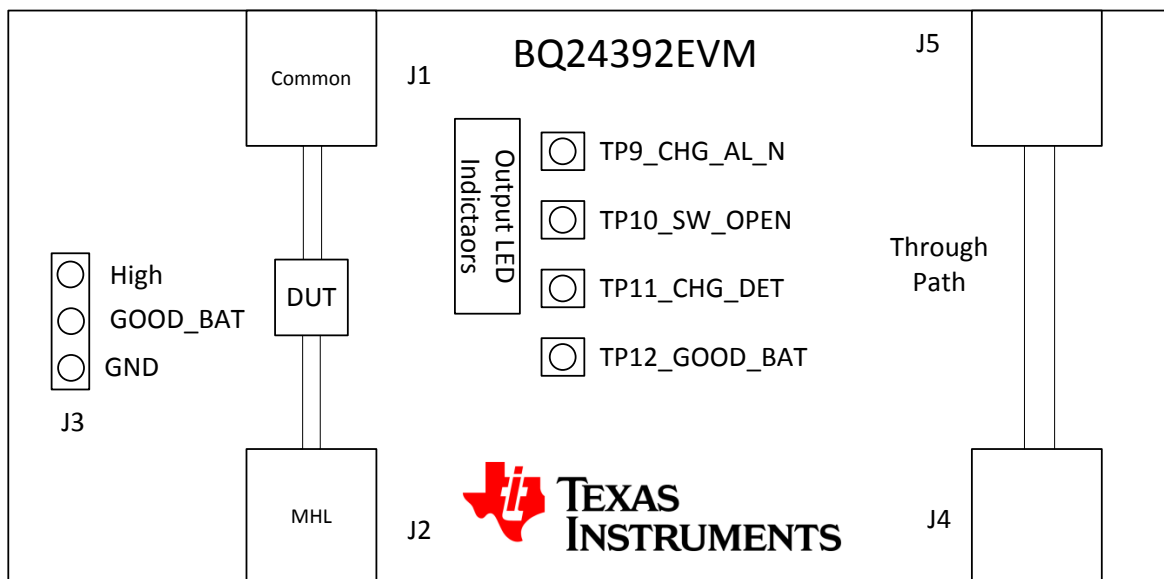 BQ24392EVM
Common
J1
J5
Output LED
Indictaors
TP9_CHG_AL_N
TP10_SW_OPEN
TP11_CHG_DET
TP12_GOOD_BAT
Through
Path
High
GOOD_BAT
GND
J3
DUT
MHL
J2
TEXAS
INSTRUMENTS
J4